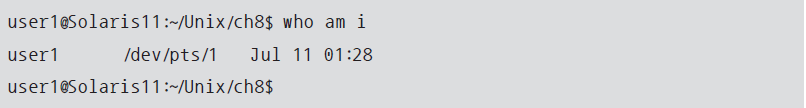 user1@Solaris11:~/Unix/ch8$ who am i
user1      /dev/pts/1   Jul 11 01:28
user1@Solaris11:~/Unix/ch8$